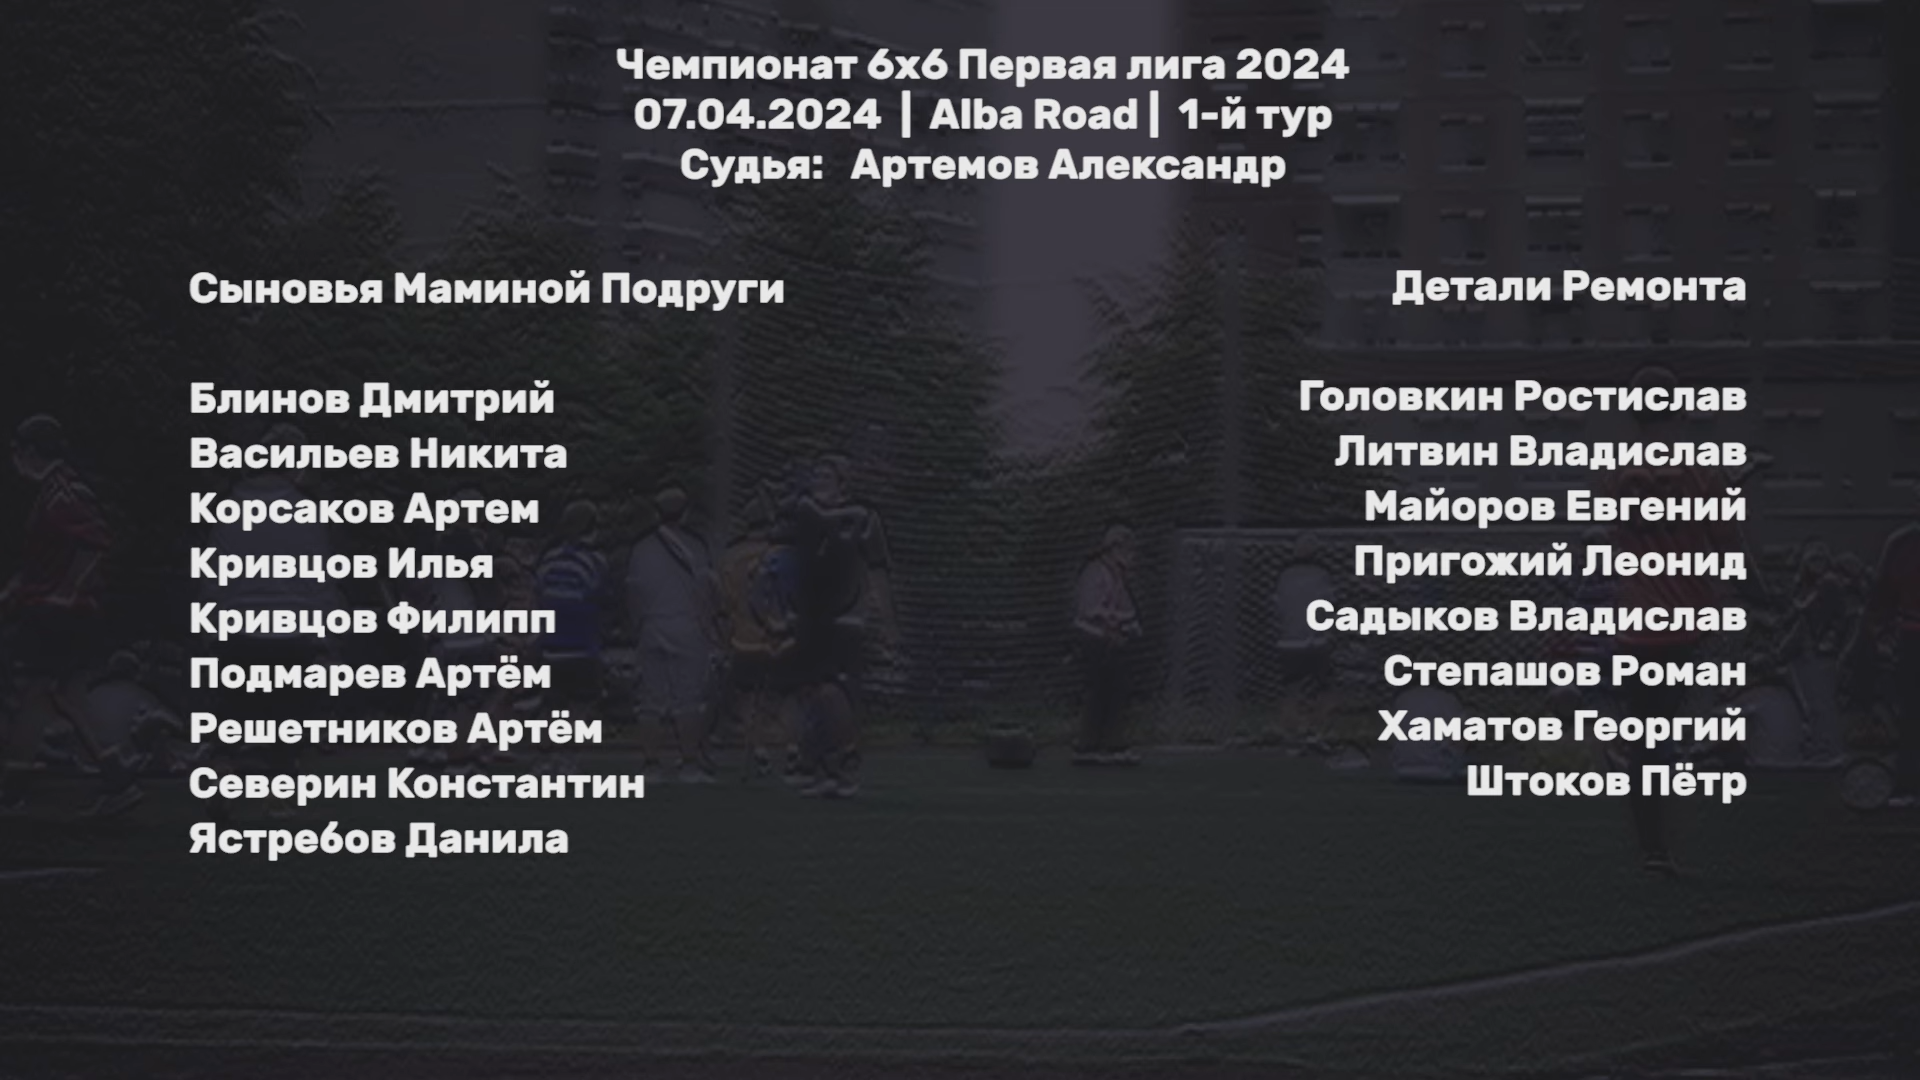 Чемпионат 6х6 Первая лига 2024
07.04.2024 | Alba Road | 1-й тур
Судья: Артемов Александр
Сыновья Маминой Подруги
Блинов Дмитрий
Васильев Никита
Корсаков Артем
Кривцов Илья
Кривцов Филипп
Подмарев Артём
Решетников Артём
Северин Константин
Ястребов Данила
Детали Ремонта
Головкин Ростислав
Литвин Владислав
Майоров Евгений
Пригожий Леонид
Садыков Владислав
Степашов Роман
Хаматов Георгий
Штоков Пётр